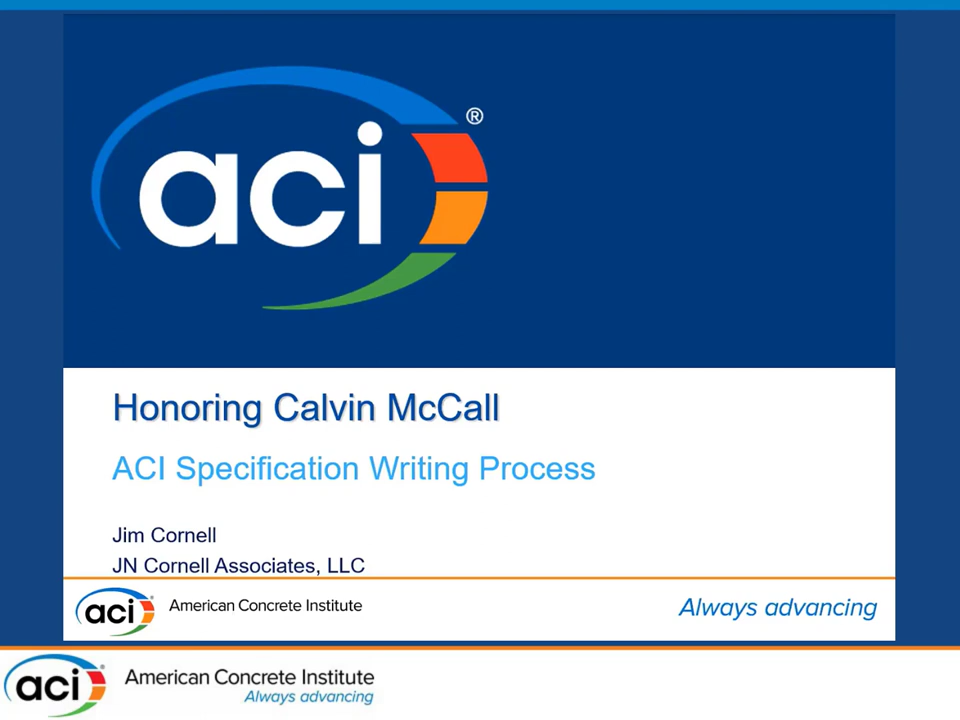 aci®
Honoring Calvin McCall
ACI Specification Writing Process
Jim Cornell
JN Cornell Associates, LLC
aci® American Concrete Institute
Always advancing
aci® American Concrete Institute
Always advancing